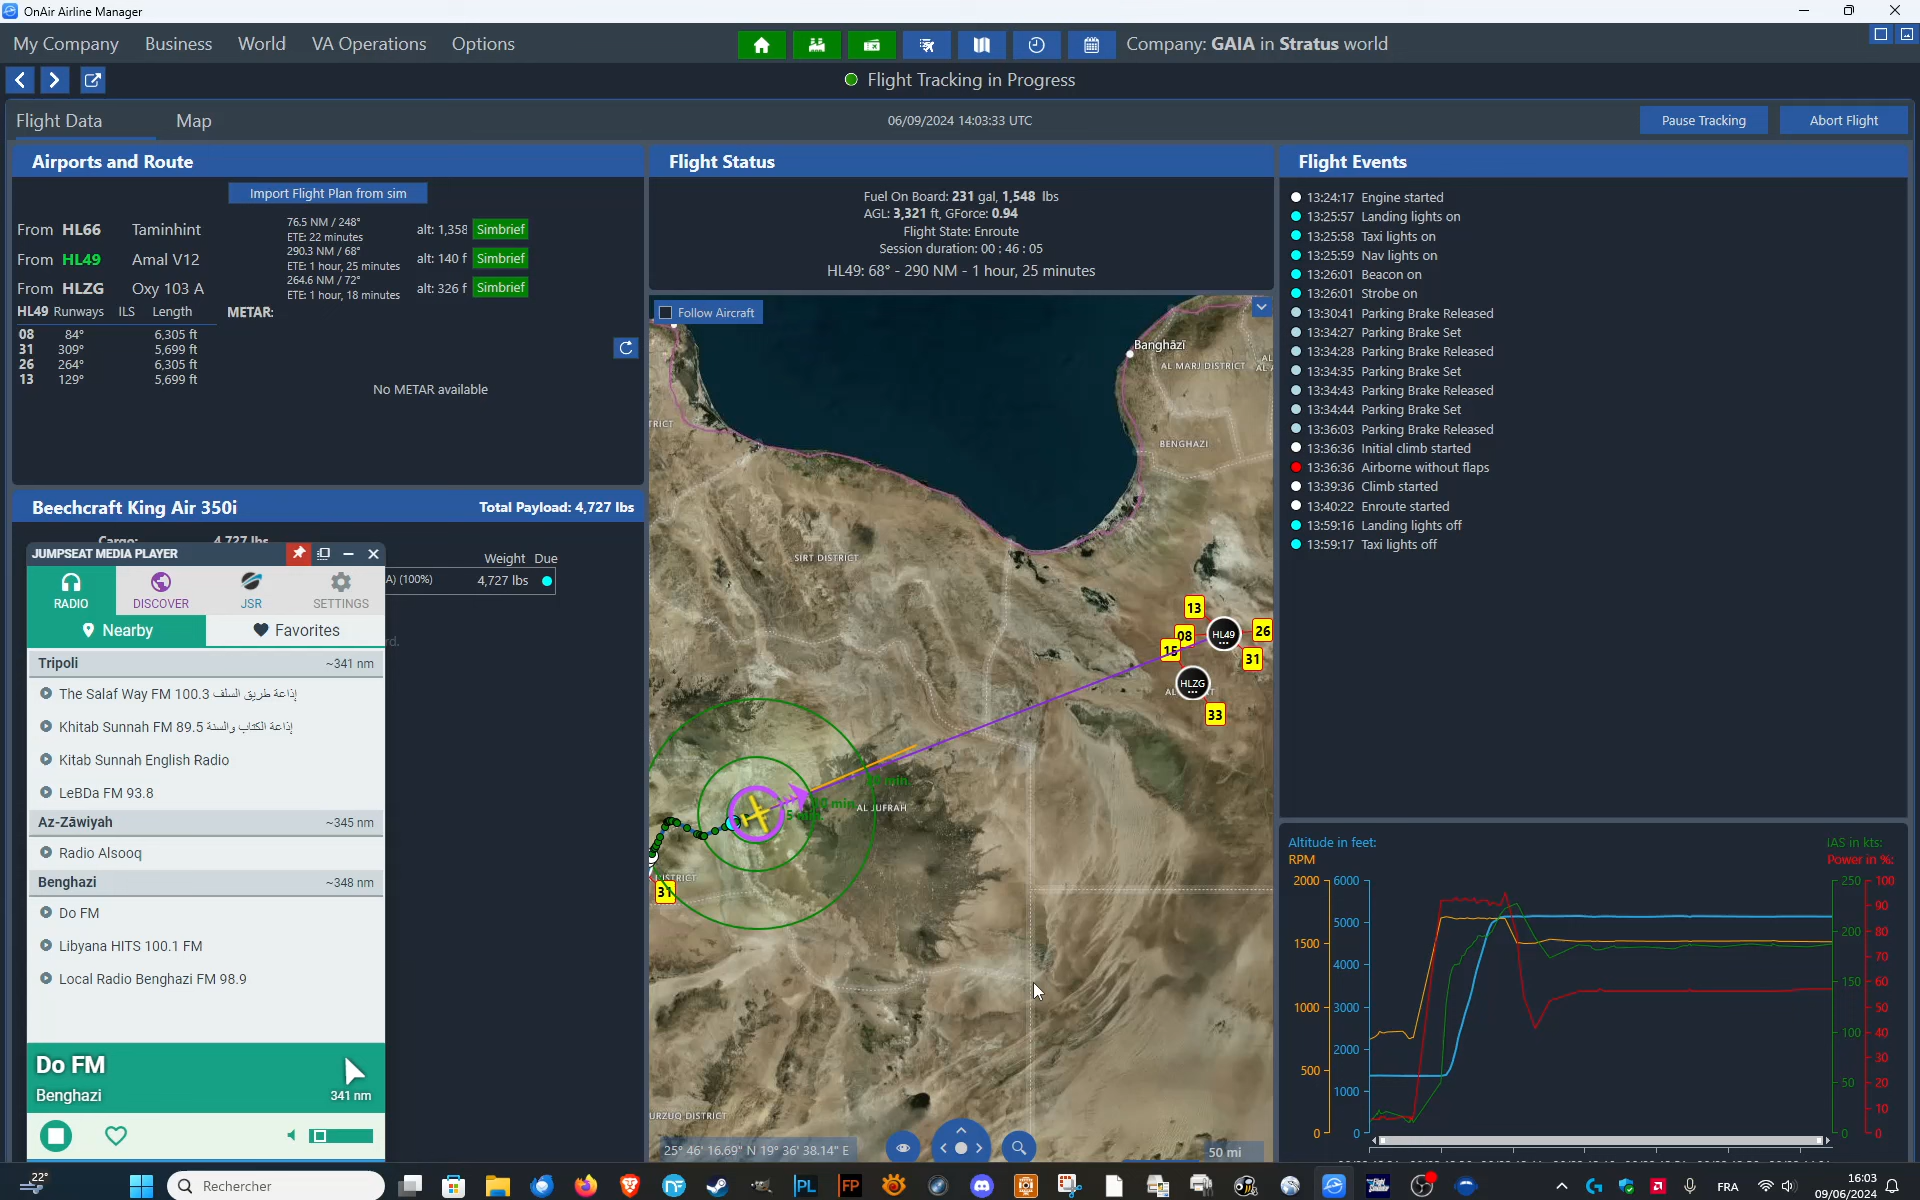 OnAir Airline Manager
My Company Business World VA Operations Options
Company: GAIA in Stratus world
Flight Tracking in Progress
Flight Data Map
06/09/2024 14:03:33 UTC
Pause Tracking Abort Flight
Airports and Route
Import Flight Plan from sim
From HL66 Taminhint
76.5 NM / 248°
ETE: 22 minutes
alt: 1,358 Simbrief
From HL49 Amal V12
290.3 NM / 68°
ETE: 1 hour, 25 minutes
alt: 140 f Simbrief
From HLZG Oxy 103 A
264.6 NM / 72°
ETE: 1 hour, 18 minutes
alt: 326 f Simbrief
HL49 Runways ILS Length METAR:
08 84° 6,305 ft
31 309° 5,699 ft
26 264° 6,305 ft
13 129° 5,699 ft
No METAR available
Beechcraft King Air 350i Total Payload: 4,727 lbs
Cargo: 4,727 lbs
Weight Due
A) (100%) 4,727 lbs
rd.
JUMPSEAT MEDIA PLAYER
RADIO DISCOVER JSR SETTINGS
Nearby Favorites
Tripoli ~341 nm
The Salaf Way FM 100.3 إذاعة طريق السلف
Khitab Sunnah FM 89.5 إذاعة الكتاب والسنة
Kitab Sunnah English Radio
LeBDa FM 93.8
Az-Zāwiyah ~345 nm
Radio Alsooq
Benghazi ~348 nm
Do FM
Libyana HITS 100.1 FM
Local Radio Benghazi FM 98.9
Do FM
Benghazi
341 nm
Flight Status
Fuel On Board: 231 gal, 1,548 lbs
AGL: 3,321 ft, GForce: 0.94
Flight State: Enroute
Session duration: 00 : 46 : 05
HL49: 68° - 290 NM - 1 hour, 25 minutes
Follow Aircraft
Banghāzī
AL MARJ DISTRICT
AL
AL A
TRICT
BENGHAZI
SIRT DISTRICT
13
08
HL49
26
15
31
HLZG
33
AL JUFRAH
5 min
31
URZUQ DISTRICT
25° 46' 16.69" N 19° 36' 38.14" E
50 mi
Flight Events
13:24:17 Engine started
13:25:57 Landing lights on
13:25:58 Taxi lights on
13:25:59 Nav lights on
13:26:01 Beacon on
13:26:01 Strobe on
13:30:41 Parking Brake Released
13:34:27 Parking Brake Set
13:34:28 Parking Brake Released
13:34:35 Parking Brake Set
13:34:43 Parking Brake Released
13:34:44 Parking Brake Set
13:36:03 Parking Brake Released
13:36:36 Initial climb started
13:36:36 Airborne without flaps
13:39:36 Climb started
13:40:22 Enroute started
13:59:16 Landing lights off
13:59:17 Taxi lights off
Altitude in feet: IAS in kts:
RPM Power in %:
2000 6000 250 100
90
5000 200 80
1500 70
4000 150 60
1000 3000 50
100 40
2000 30
500 50 20
1000 10
0 0 0 0
22°
Rechercher
FRA
16:03
09/06/2024